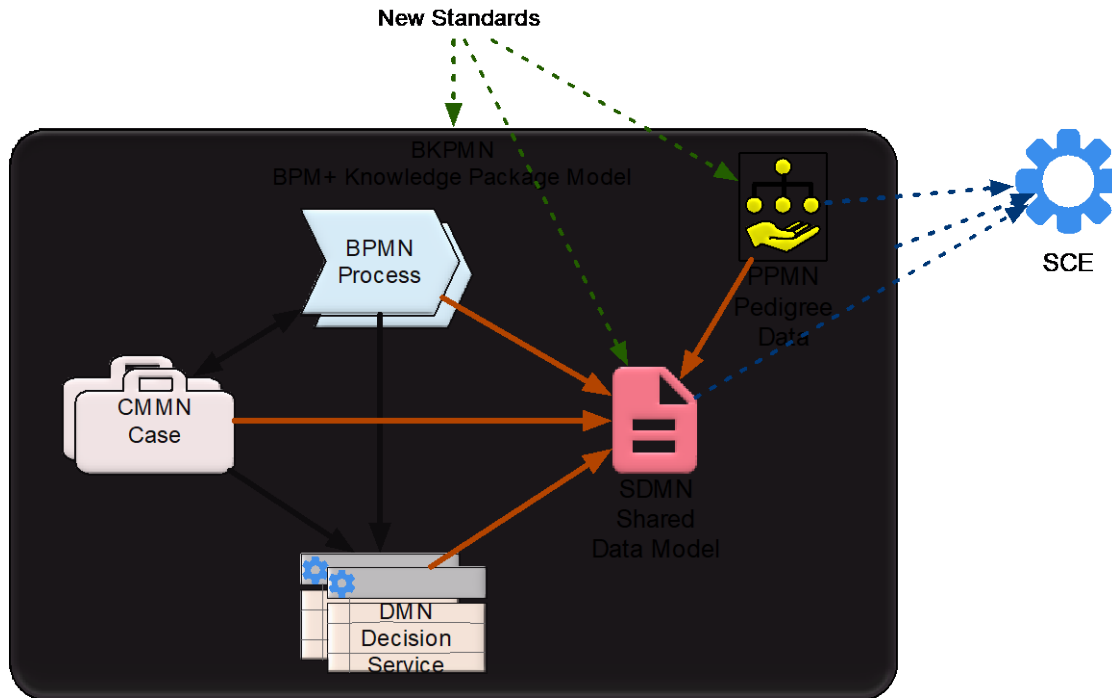 New Standards
BKPMN
BPM+ Knowledge Package Model
BPMN
Process
PPMN
Pedigree
Data
SCE
CMMN
Case
SDMN
Shared
Data Model
DMN
Decision
Service